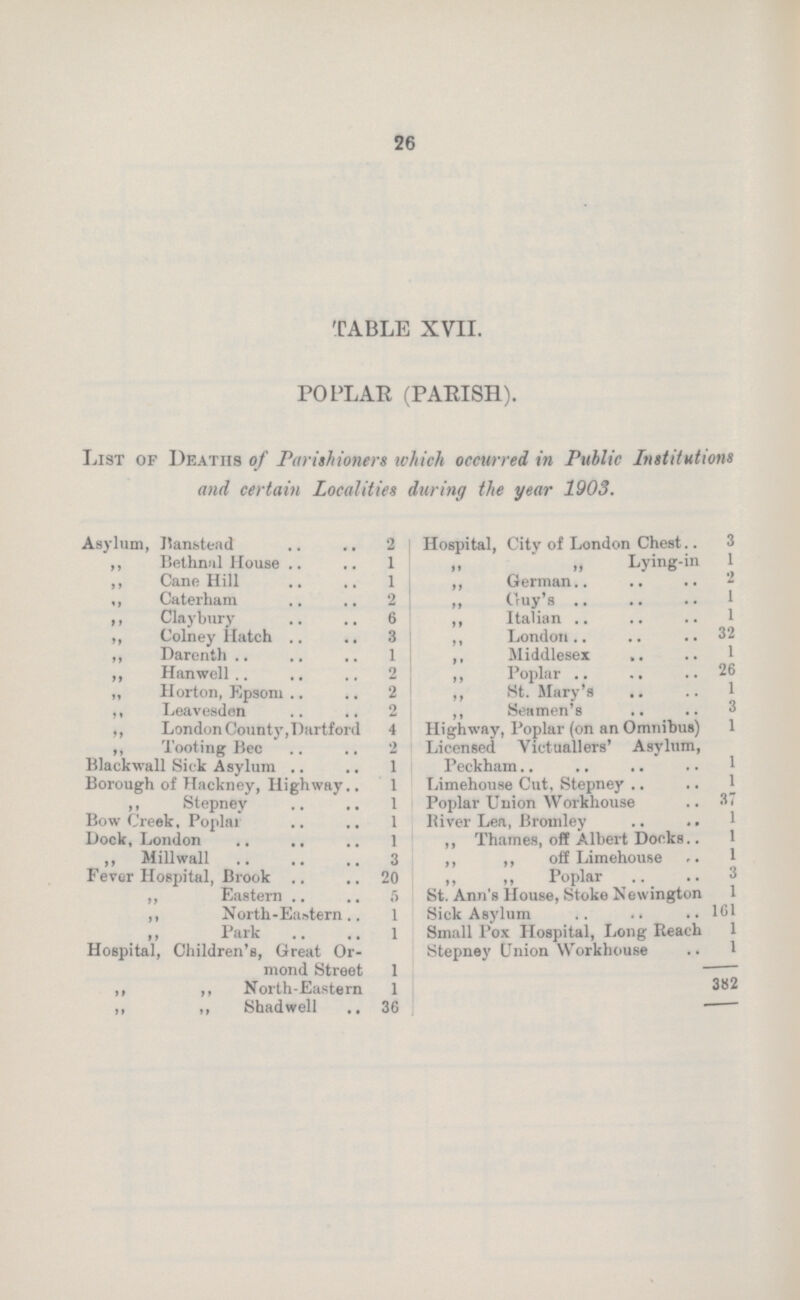 26
TABLE XVII.
POPLAR (PARISH).
LIST OF DEATHS of Parishioners which occurred in Public Institutions
and certain Localities during the year 1903.
Asylum, Banstead .. .. 2
,, Bethnal House .. .. 1
,, Cane Hill .. .. 1
,, Caterham .. .. 2
,, Claybury .. .. 6
,, Colney Hatch .. .. 3
,, Darenth .. .. .. 1
,, Hanwell .. .. .. 2
,, Horton, Epsom .. .. 2
,, Leavesden .. .. 2
,, London County, Dartford 4
,, Tooting Bec .. .. 2
Blackwall Sick Asylum .. .. 1
Borough of Hackney, Highway.. 1
,, Stepney .. .. 1
Bow Creek, Poplar .. .. 1
Dock, London .. .. .. 1
,, Millwall .. .. .. 3
Fever Hospital, Brook .. .. 20
,, Eastern .. .. 5
,, North-Eastern .. 1
,, Park .. .. 1
Hospital, Children's, Great Or-
mond Street 1
,, ,, North-Eastern 1
,, ,, Shadwell .. 36
Hospital, City of London Chest.. 3
,, ,, Lying-in 1
,, German.. .. .. 2
,, Guy's .. .. .. 1
,, Italian .. .. .. 1
,, London .. .. .. 32
,, Middlesex .. .. 1
,, Poplar .. .. .. 26
,, St. Mary's .. .. 1
,, Seamen's .. .. 3
Highway, Poplar (on an Omnibus) 1
Licensed Victuallers' Asylum,
Peckham.. .. .. .. 1
Limehouse Cut, Stepney .. .. 1
Poplar Union Workhouse .. 37
River Lea, Bromley .. .. 1
,, Thames, off Albert Docks.. 1
,, ,, off Limehouse .. 1
,, ,, Poplar .. .. 3
St. Ann's House, Stoke Newington 1
Sick Asylum .. .. .. 161
Small Pox Hospital, Long Reach 1
Stepney Union Workhouse .. 1
382